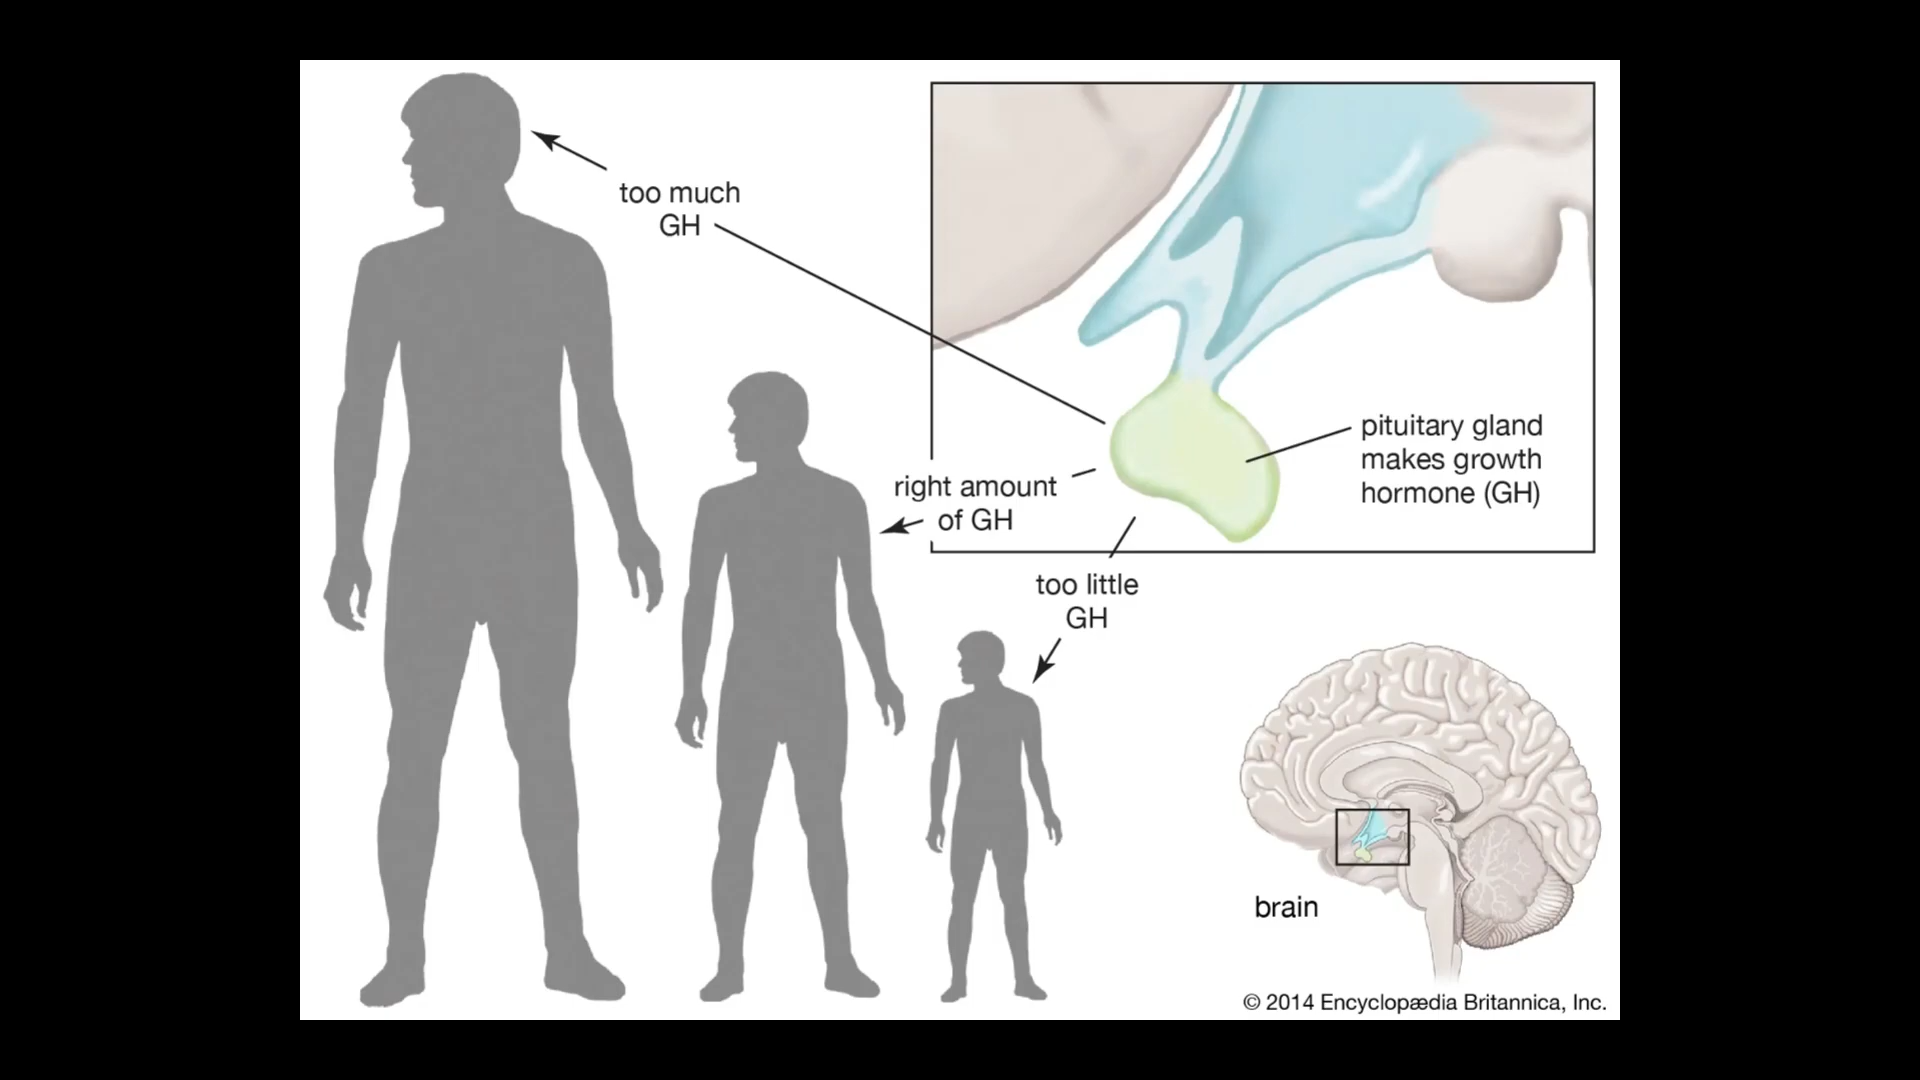 too much
GH
right amount
of GH
too little
GH
pituitary gland
makes growth
hormone (GH)
brain
© 2014 Encyclopædia Britannica, Inc.